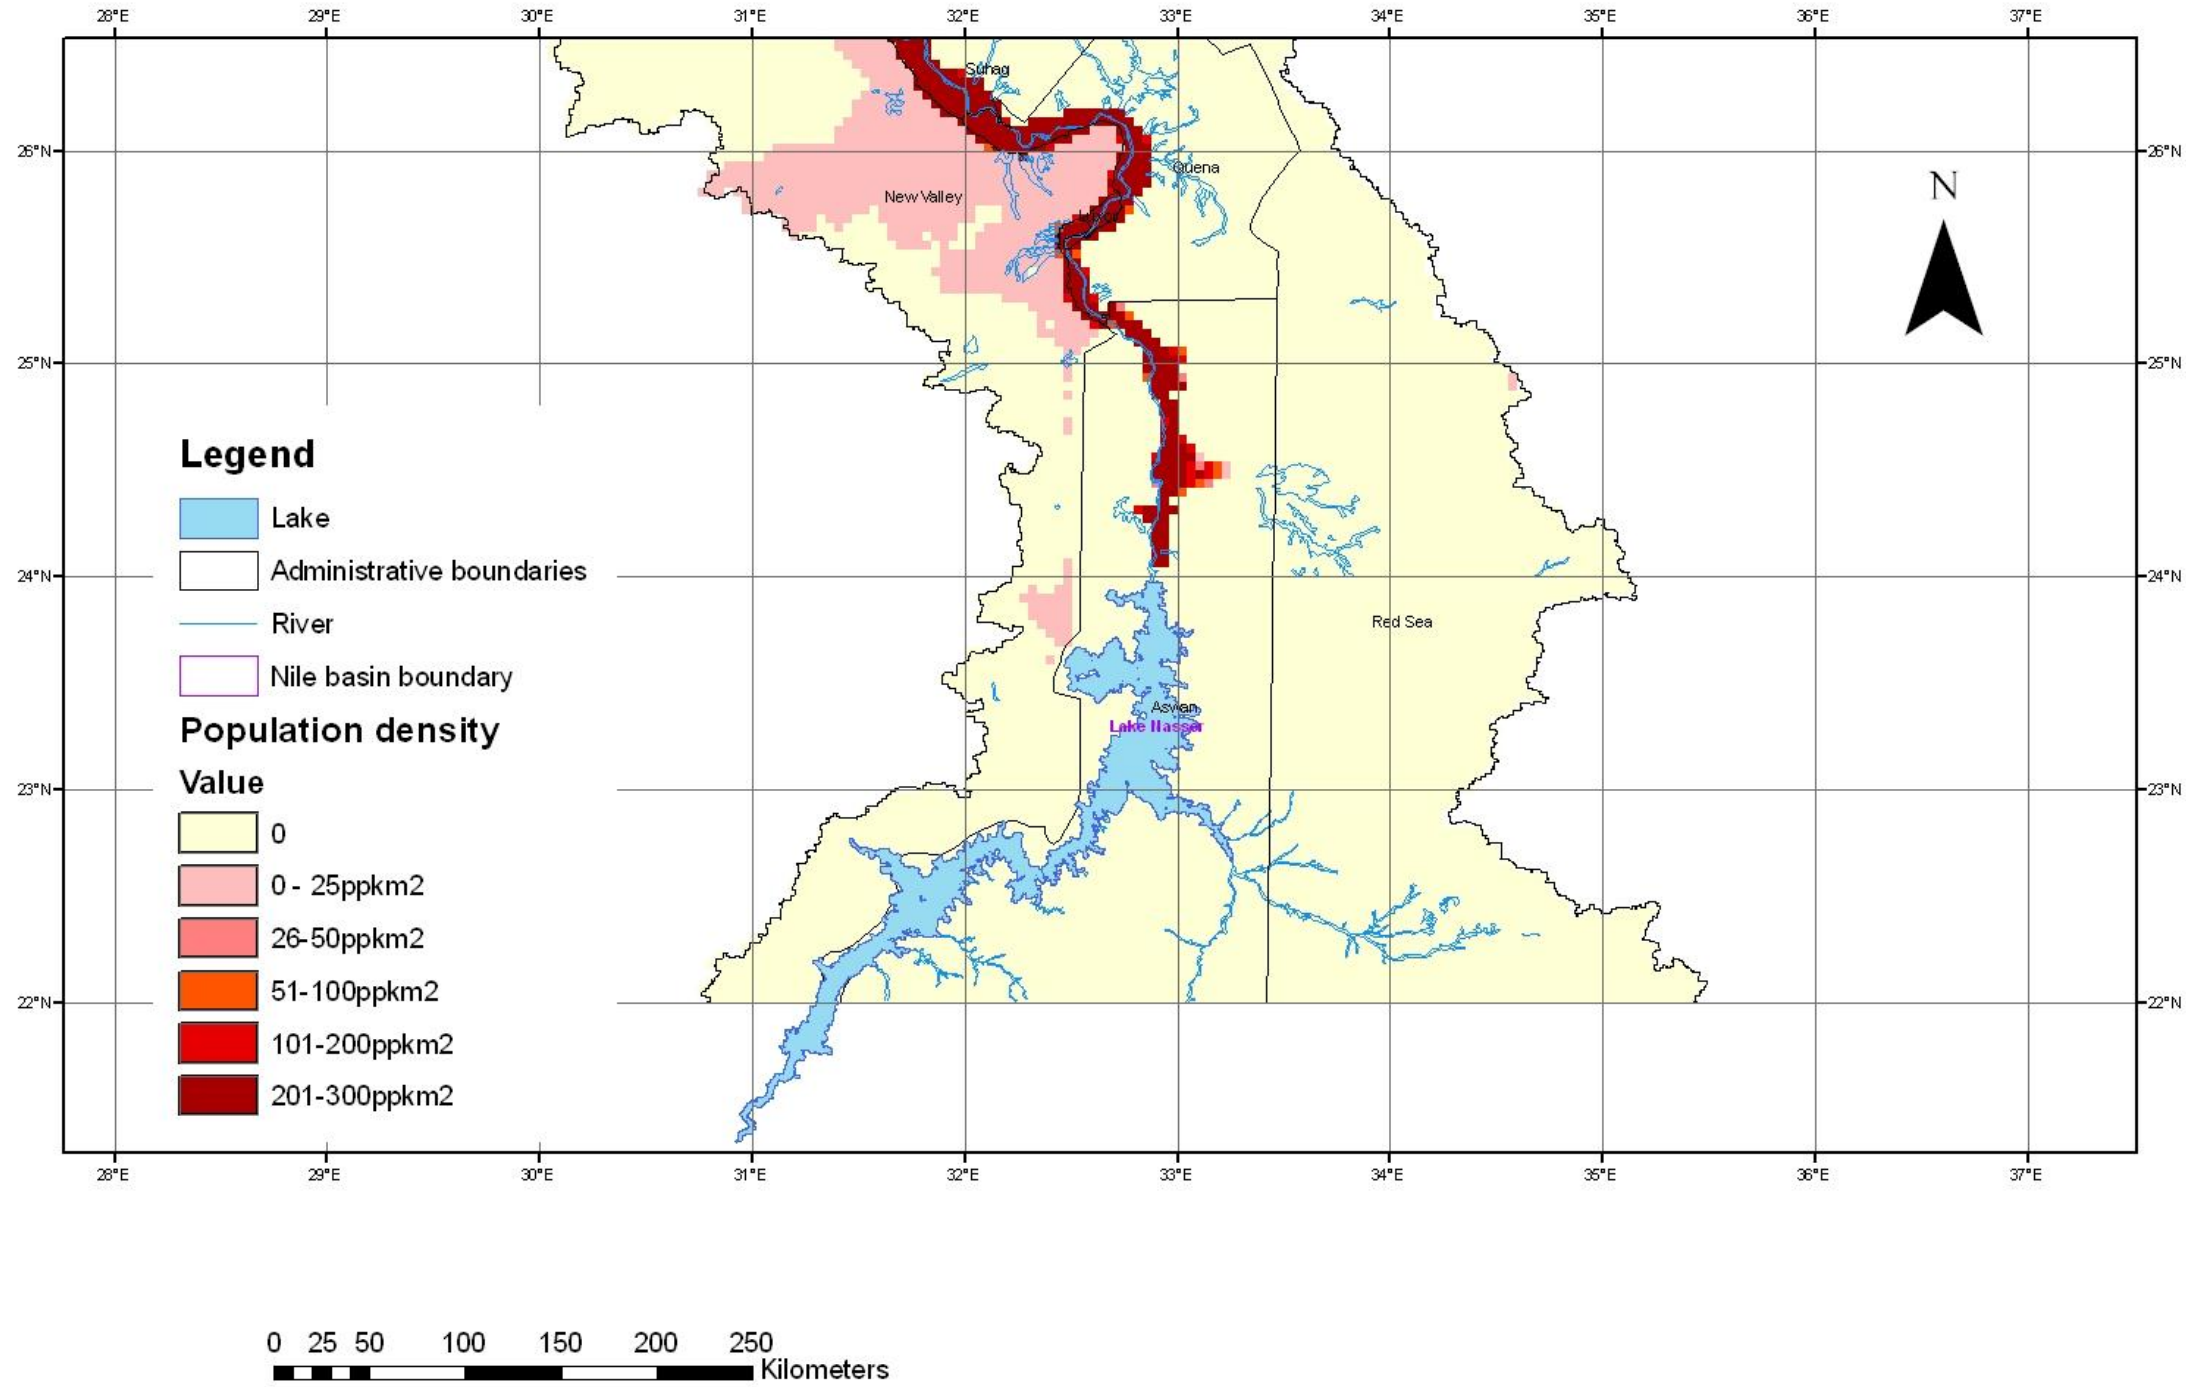 28°E 29°E 30°E 31°E 32°E 33°E 34°E 35°E 36°E 37°E
Suhag
26°N 26°N
Quena
N
New Valley
25°N 25°N
Legend
Lake
Administrative boundaries
24°N 24°N
River
Red Sea
Nile basin boundary
Aswan
Lake Nasser
Population density
Value
23°N 23°N
0
0 - 25ppkm2
26-50ppkm2
51-100ppkm2
22°N 22°N
101-200ppkm2
201-300ppkm2
28°E 29°E 30°E 31°E 32°E 33°E 34°E 35°E 36°E 37°E
0 25 50 100 150 200 250
Kilometers